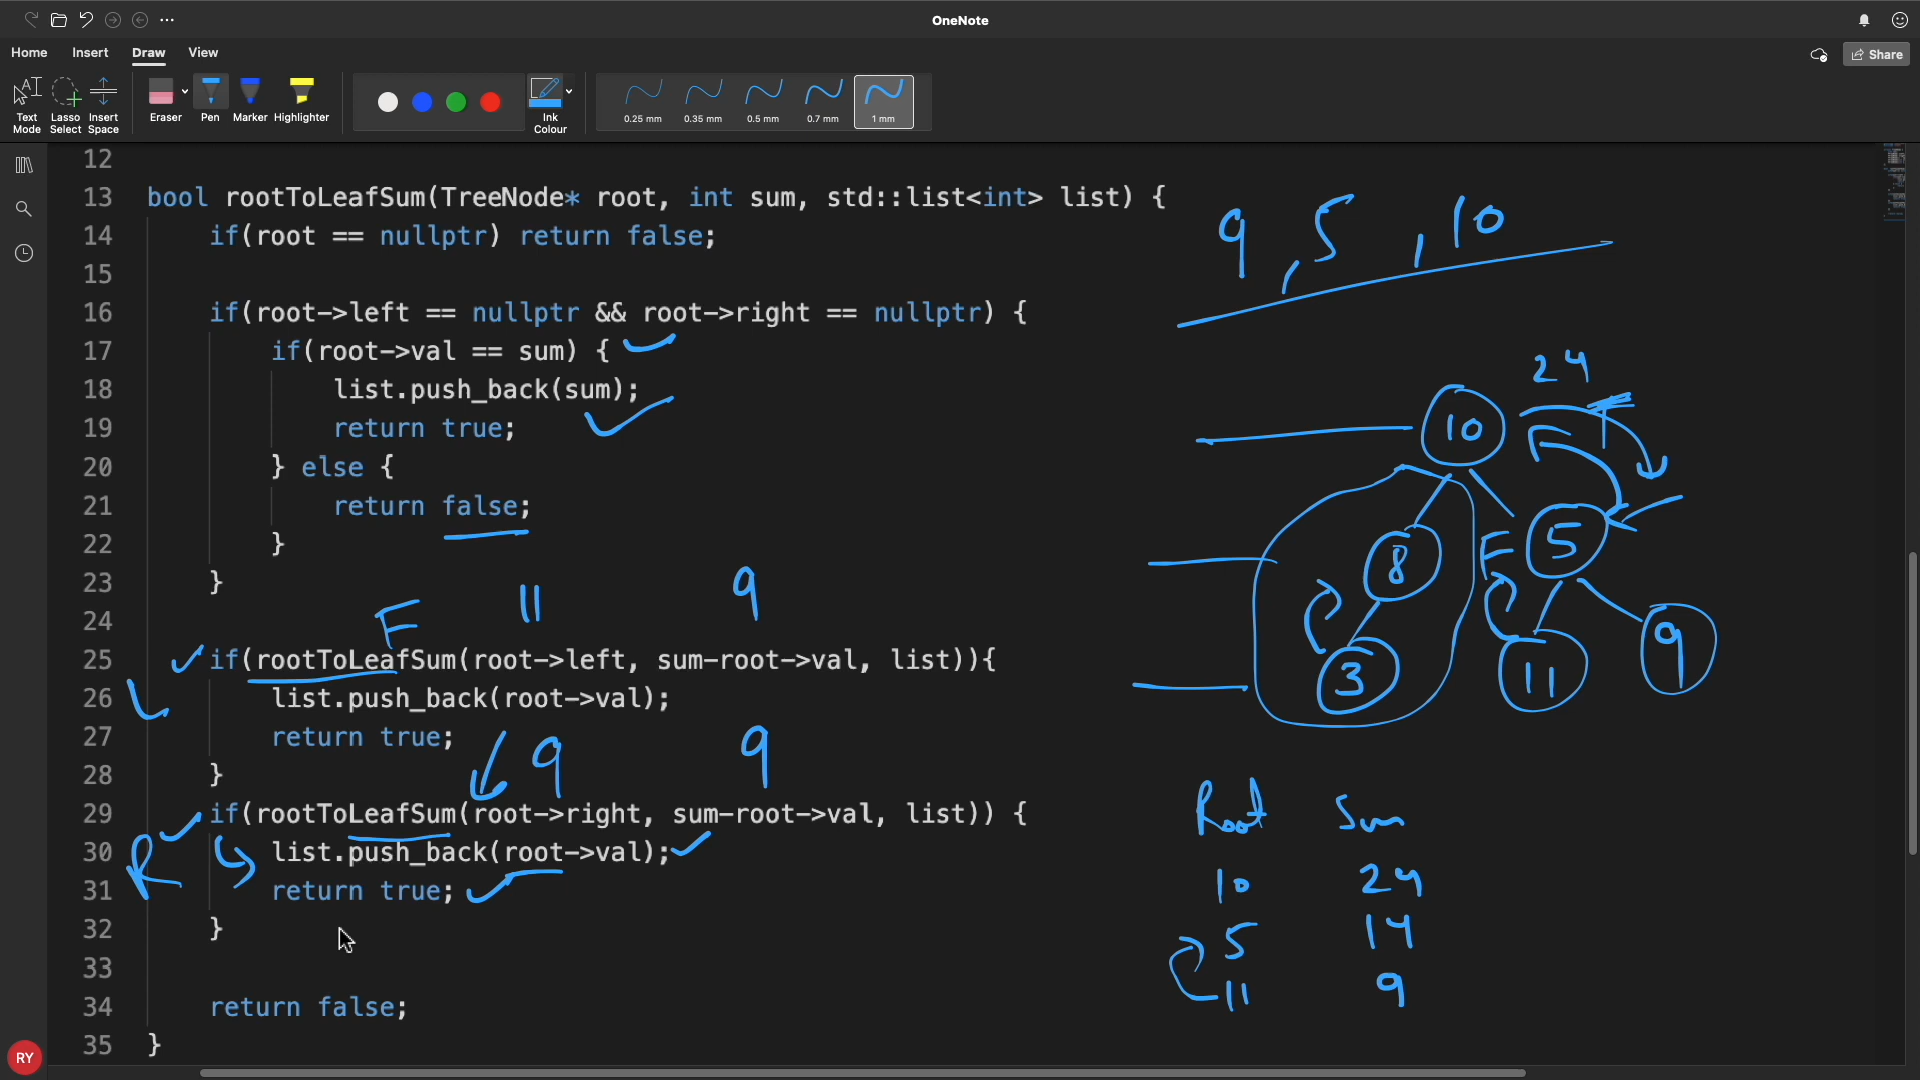 OneNote
Home Insert Draw View
Share
Text Mode
Lasso Select
Insert Space
Eraser
Pen
Marker
Highlighter
Ink Colour
0.25 mm
0.35 mm
0.5 mm
0.7 mm
1 mm
12
13 bool rootToLeafSum(TreeNode* root, int sum, std::list<int> list) {
14 if(root == nullptr) return false;
15
16 if(root->left == nullptr && root->right == nullptr) {
17 if(root->val == sum) {
18 list.push_back(sum);
19 return true;
20 } else {
21 return false;
22 }
23 }
24
25 if(rootToLeafSum(root->left, sum-root->val, list)){
26 list.push_back(root->val);
27 return true;
28 }
29 if(rootToLeafSum(root->right, sum-root->val, list)) {
30 list.push_back(root->val);
31 return true;
32 }
33
34 return false;
35 }
F 11 9
9 9
L
R
9, 5, 10
24
10
8 F 5
3 11 9
Root Sum
10 24
5 14
11 9
RY